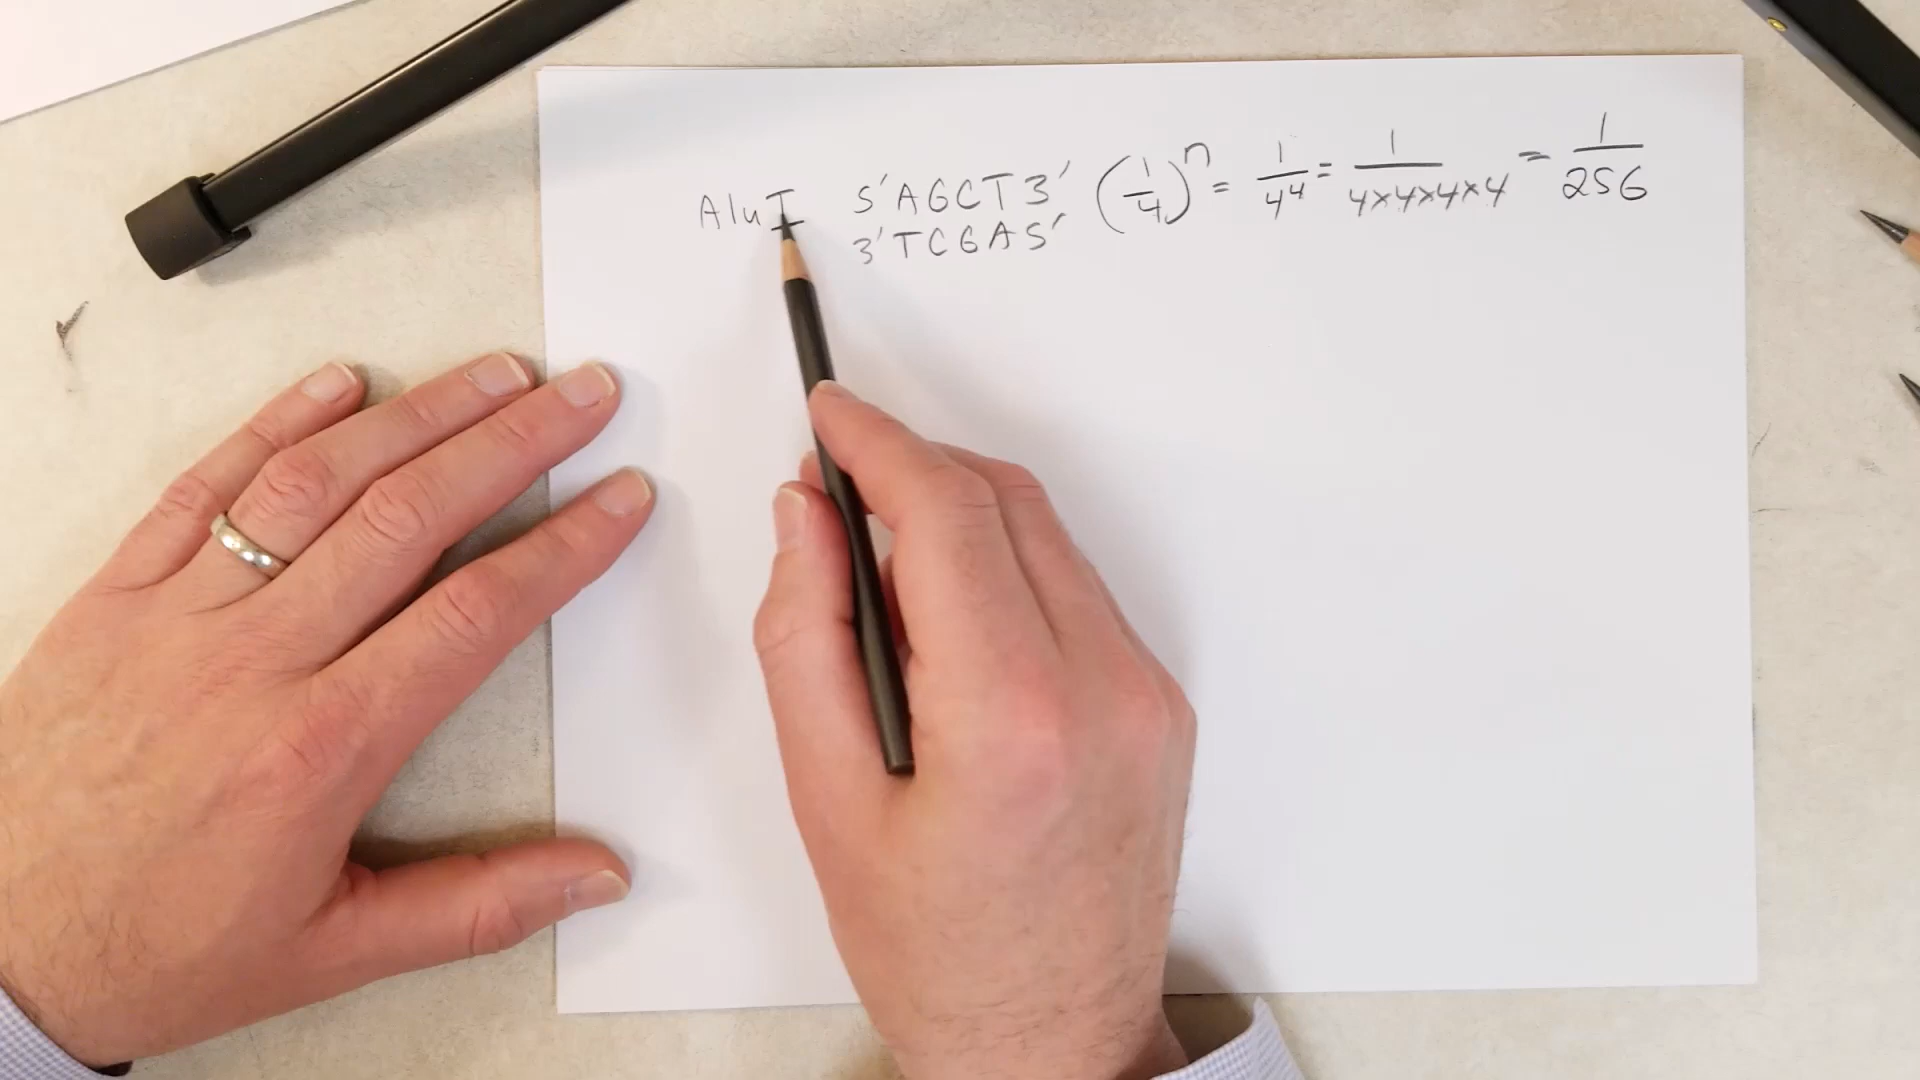 AluI 5'AGCT3' (1/4)^n = 1/4^4 = 1/4×4×4×4 = 1/256
3'TCGA5'